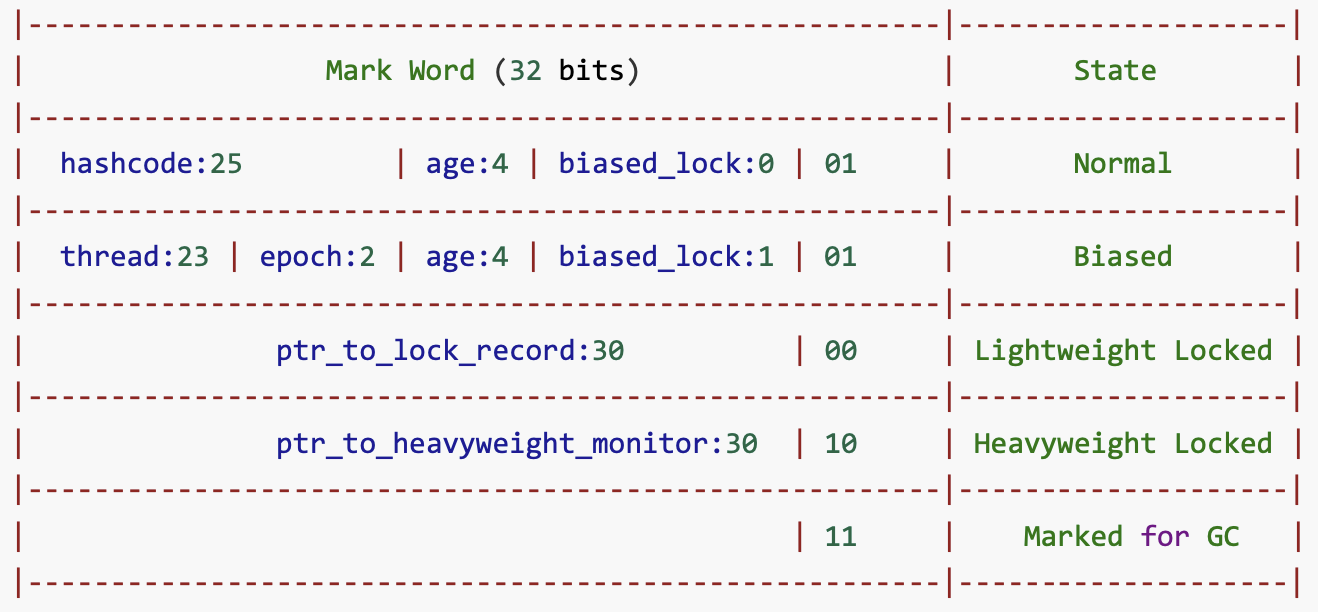 |-------------------------------------------------------|--------------------|
| Mark Word (32 bits) | State |
|-------------------------------------------------------|--------------------|
| hashcode:25 | age:4 | biased_lock:0 | 01 | Normal |
|-------------------------------------------------------|--------------------|
| thread:23 | epoch:2 | age:4 | biased_lock:1 | 01 | Biased |
|-------------------------------------------------------|--------------------|
| ptr_to_lock_record:30 | 00 | Lightweight Locked |
|-------------------------------------------------------|--------------------|
| ptr_to_heavyweight_monitor:30 | 10 | Heavyweight Locked |
|-------------------------------------------------------|--------------------|
| | 11 | Marked for GC |
|-------------------------------------------------------|--------------------|